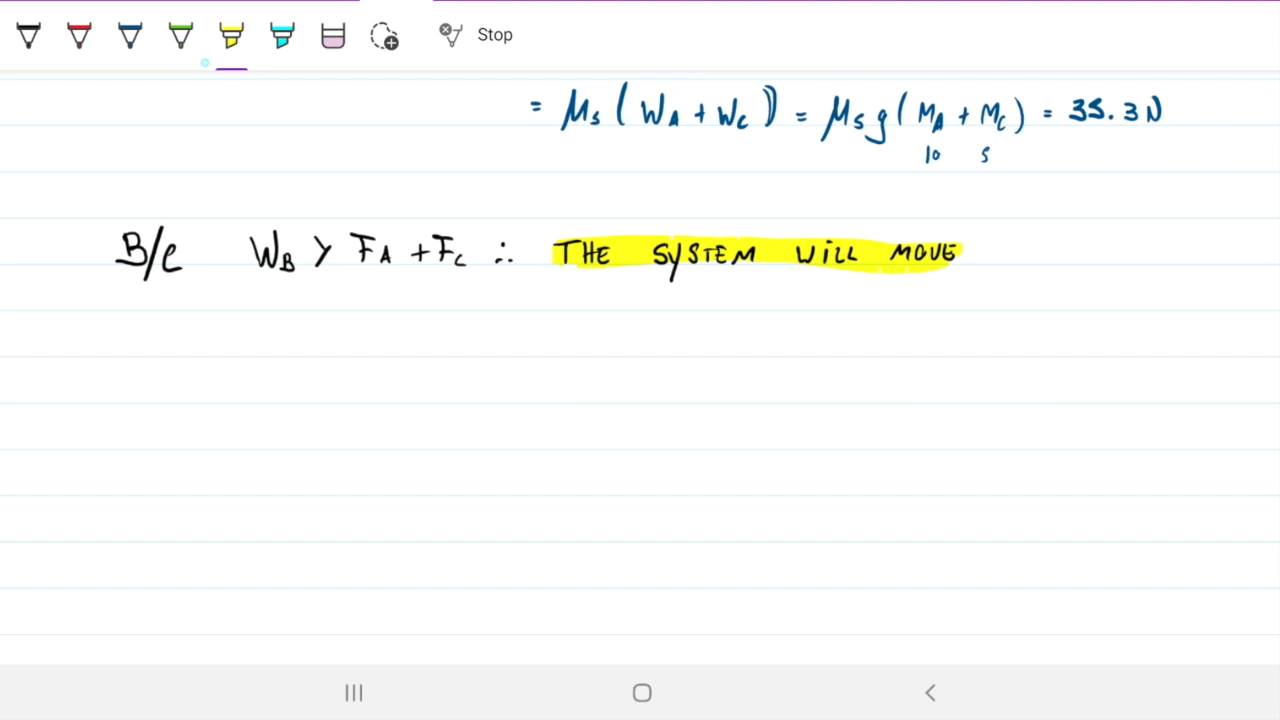 Stop
= μs (WA + WC) = μs g (MA + MC) = 35.3 N
10 5
B/C WB > FA + FC ∴ THE SYSTEM WILL MOVE